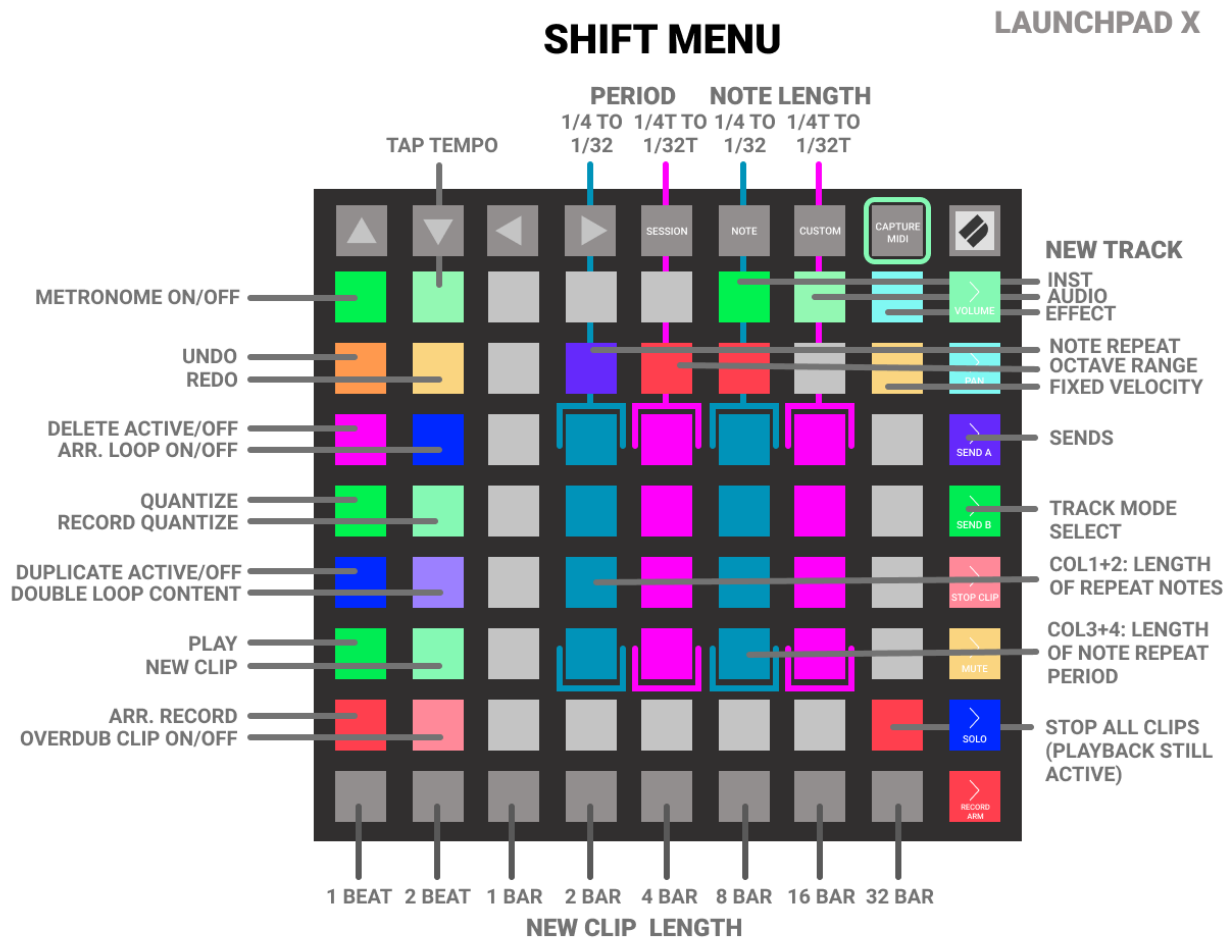 LAUNCHPAD X
SHIFT MENU
PERIOD
NOTE LENGTH
1/4 TO
1/32
1/4T TO
1/32T
1/4 TO
1/32
1/4T TO
1/32T
TAP TEMPO
SESSION
NOTE
CUSTOM
CAPTURE
MIDI
NEW TRACK
INST
AUDIO
EFFECT
METRONOME ON/OFF
VOLUME
UNDO
REDO
NOTE REPEAT
OCTAVE RANGE
FIXED VELOCITY
PAN
DELETE ACTIVE/OFF
ARR. LOOP ON/OFF
SEND A
SENDS
QUANTIZE
RECORD QUANTIZE
SEND B
TRACK MODE
SELECT
DUPLICATE ACTIVE/OFF
DOUBLE LOOP CONTENT
STOP CLIP
COL1+2: LENGTH
OF REPEAT NOTES
PLAY
NEW CLIP
MUTE
COL3+4: LENGTH
OF NOTE REPEAT
PERIOD
ARR. RECORD
OVERDUB CLIP ON/OFF
SOLO
STOP ALL CLIPS
(PLAYBACK STILL
ACTIVE)
RECORD
ARM
1 BEAT
2 BEAT
1 BAR
2 BAR
4 BAR
8 BAR
16 BAR
32 BAR
NEW CLIP LENGTH